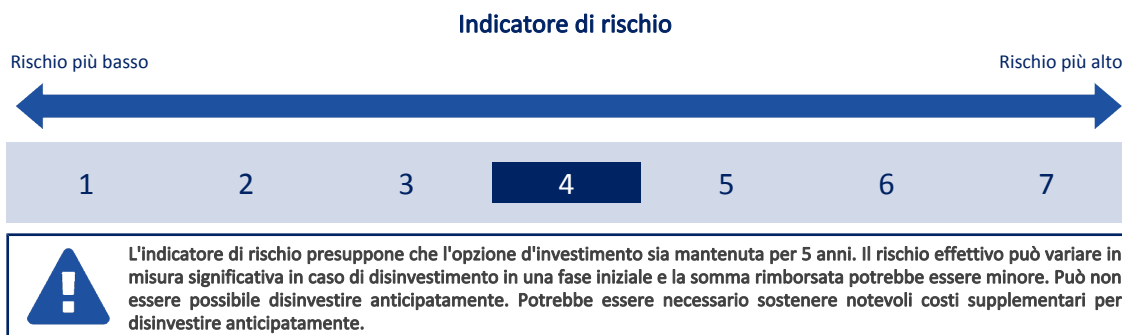 Indicatore di rischio
Rischio più basso
Rischio più alto
1 2 3 4 5 6 7
L'indicatore di rischio presuppone che l'opzione d'investimento sia mantenuta per 5 anni. Il rischio effettivo può variare in
misura significativa in caso di disinvestimento in una fase iniziale e la somma rimborsata potrebbe essere minore. Può non
essere possibile disinvestire anticipatamente. Potrebbe essere necessario sostenere notevoli costi supplementari per
disinvestire anticipatamente.